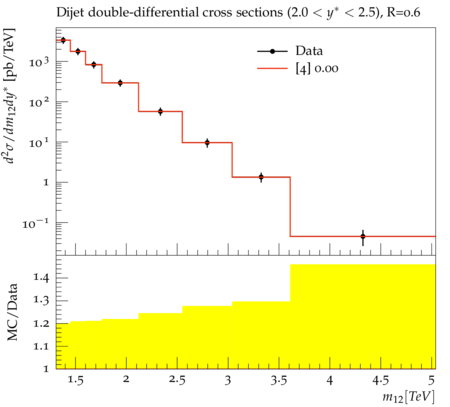 Dijet double-differential cross sections (2.0 < y* < 2.5), R=0.6
d²σ/dm₁₂dy* [pb/TeV]
10³
10²
10¹
1
10⁻¹
Data
[4] 0.00
MC/Data
1.4
1.3
1.2
1.1
1
1.5 2 2.5 3 3.5 4 4.5 5
m₁₂[TeV]